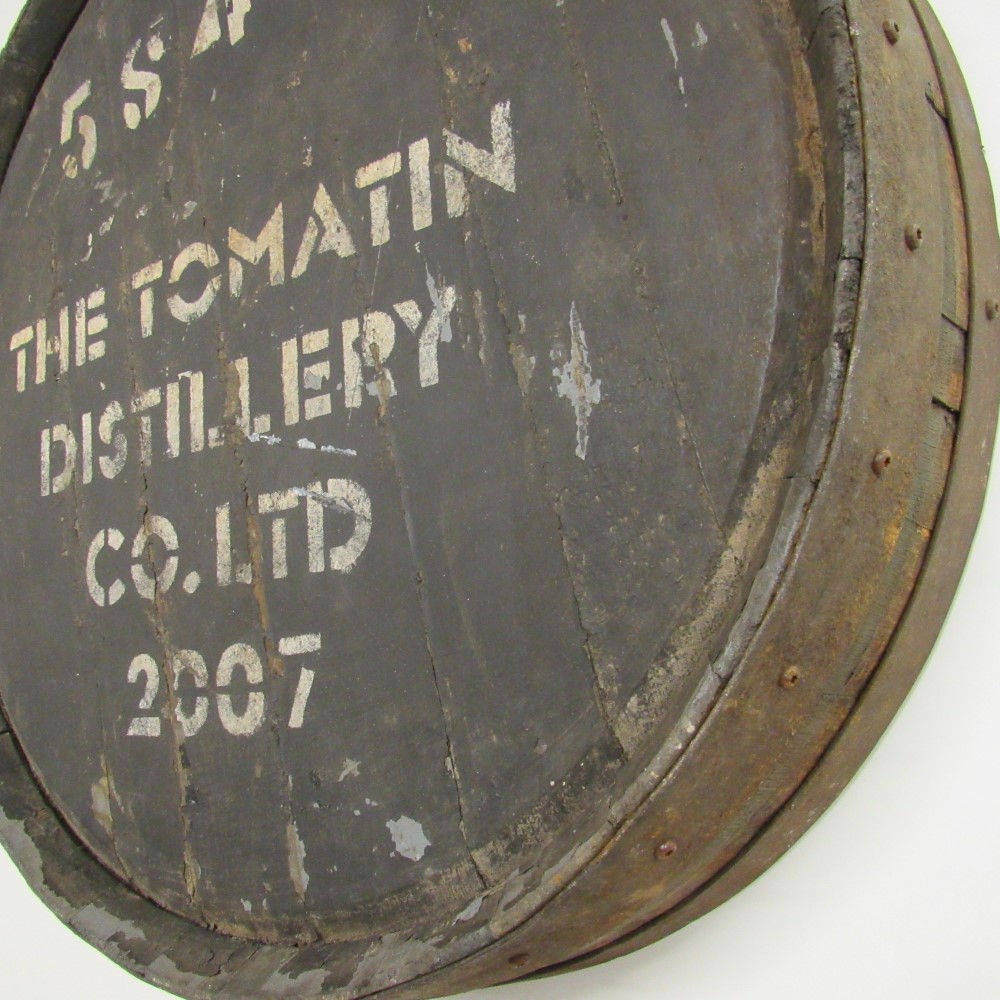 THE TOMATIN
DISTILLERY
CO. LTD
2007